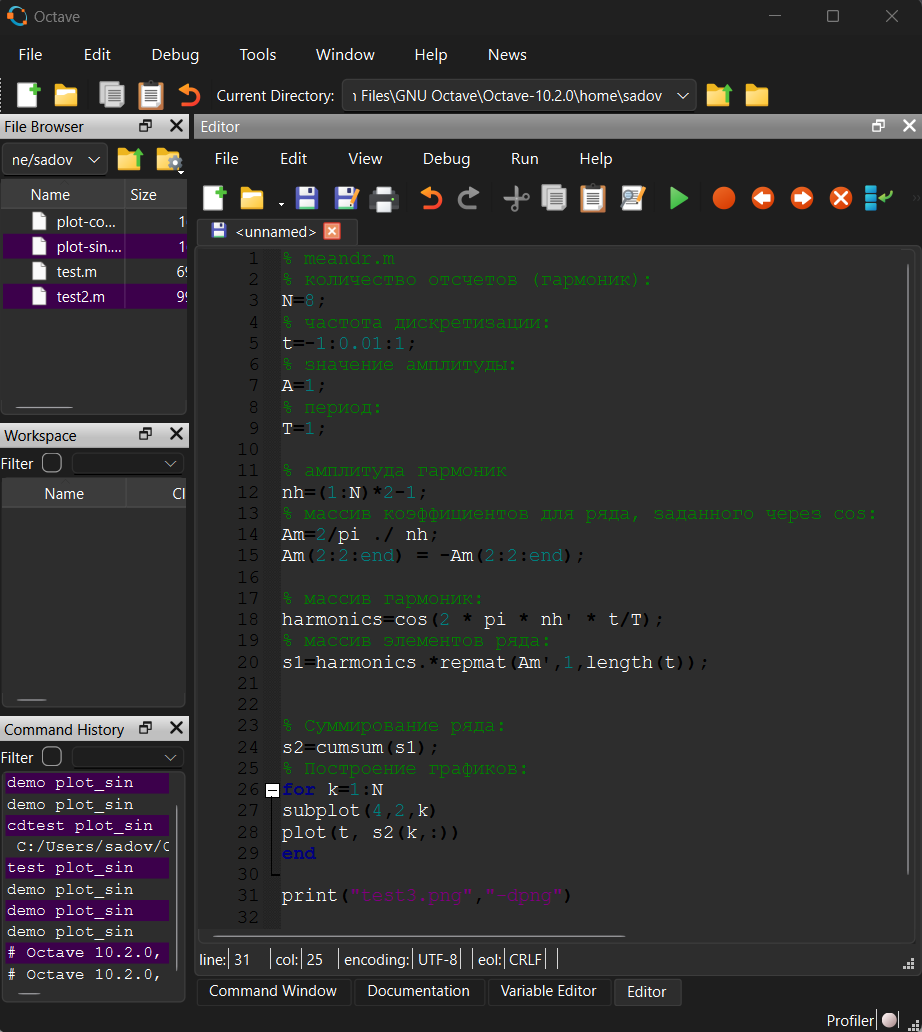 Octave
File Edit Debug Tools Window Help News
Current Directory: Files\GNU Octave\Octave-10.2.0\home\sadov
File Browser
ne/sadov
Name Size
plot-co...
plot-sin....
test.m
test2.m
Workspace
Filter
Name Cl
Command History
Filter
demo plot_sin
demo plot_sin
cdtest plot_sin
C:/Users/sadov/C
test plot_sin
demo plot_sin
demo plot_sin
demo plot_sin
# Octave 10.2.0,
# Octave 10.2.0,
Editor
File Edit View Debug Run Help
<unnamed>
1 % meandr.m
2 % количество отсчетов (гармоник):
3 N=8;
4 % частота дискретизации:
5 t=-1:0.01:1;
6 % значение амплитуды:
7 A=1;
8 % период:
9 T=1;
10
11 % амплитуда гармоник
12 nh=(1:N)*2-1;
13 % массив коэффициентов для ряда, заданного через cos:
14 Am=2/pi ./ nh;
15 Am(2:2:end) = -Am(2:2:end);
16
17 % массив гармоник:
18 harmonics=cos(2 * pi * nh' * t/T);
19 % массив элементов ряда:
20 s1=harmonics.*repmat(Am',1,length(t));
21
22
23 % Суммирование ряда:
24 s2=cumsum(s1);
25 % Построение графиков:
26 for k=1:N
27 subplot(4,2,k)
28 plot(t, s2(k,:))
29 end
30
31 print("test3.png","-dpng")
32
line: 31 col: 25 encoding: UTF-8 eol: CRLF
Command Window Documentation Variable Editor Editor
Profiler